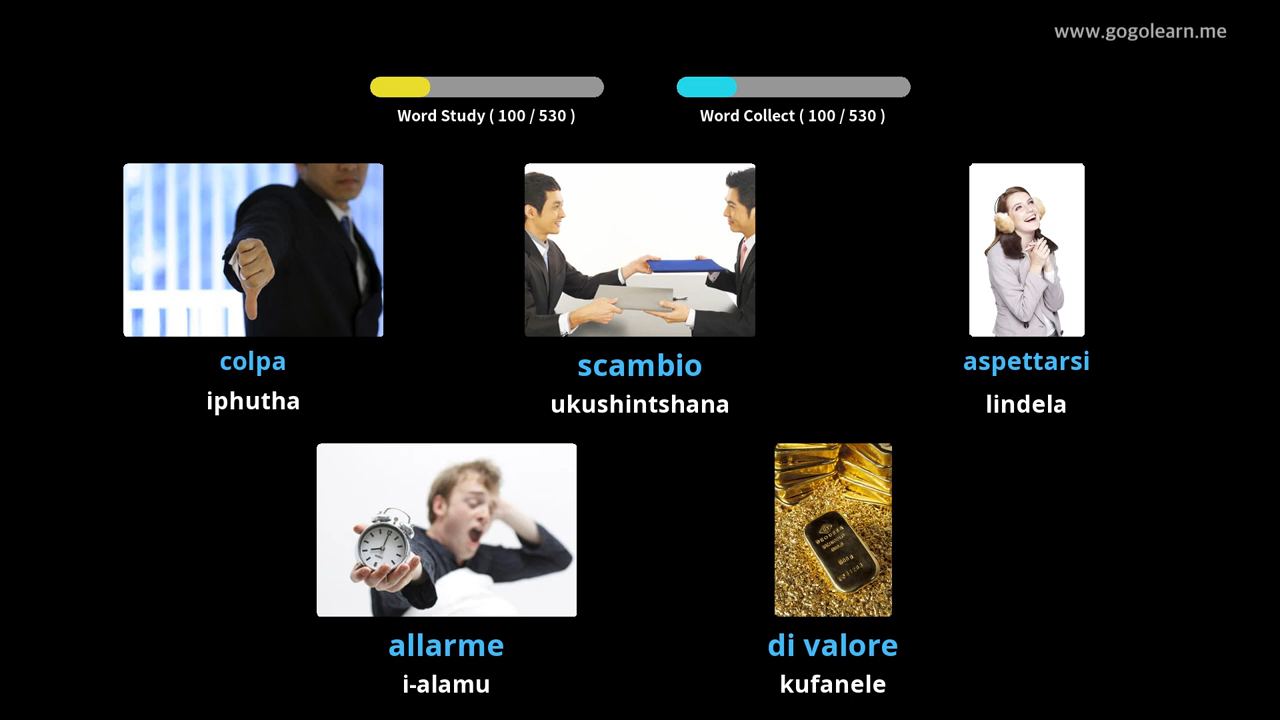 www.gogolearn.me
Word Study ( 100 / 530 )
Word Collect ( 100 / 530 )
colpa
iphutha
scambio
ukushintshana
aspettarsi
lindela
allarme
i-alamu
di valore
kufanele